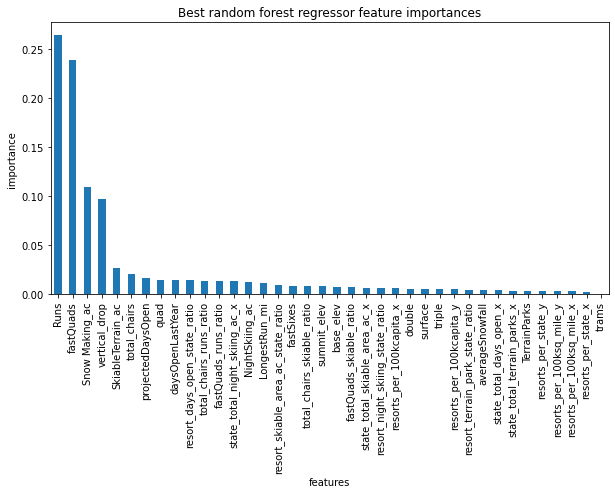 Best random forest regressor feature importances
0.25
0.20
0.15
0.10
0.05
0.00
importance
Runs
fastQuads
Snow Making_ac
vertical_drop
SkiableTerrain_ac
total_chairs
projectedDaysOpen
quad
daysOpenLastYear
resort_days_open_state_ratio
total_chairs_runs_ratio
fastQuads_runs_ratio
state_total_night_skiing_ac_x
NightSkiing_ac
LongestRun_mi
resort_skiable_area_ac_state_ratio
fastSixes
total_chairs_skiable_ratio
summit_elev
base_elev
fastQuads_skiable_ratio
state_total_skiable_area_ac_x
resort_night_skiing_state_ratio
resorts_per_100kcapita_x
double
surface
triple
resorts_per_100kcapita_y
resort_terrain_park_state_ratio
averageSnowfall
state_total_days_open_x
state_total_terrain_parks_x
TerrainParks
resorts_per_state_y
resorts_per_100ksq_mile_y
resorts_per_100ksq_mile_x
resorts_per_state_x
trams
features